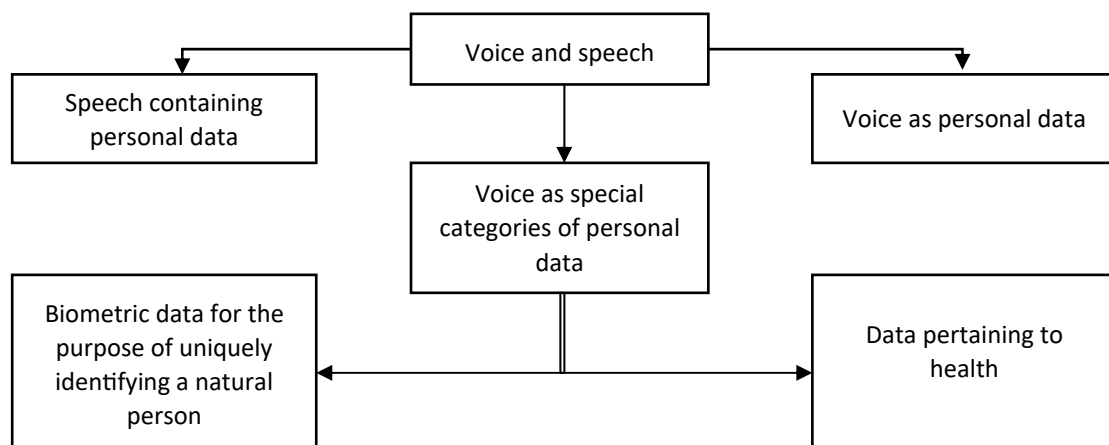 Voice and speech
Speech containing
personal data
Voice as personal data
Voice as special
categories of personal
data
Biometric data for the
purpose of uniquely
identifying a natural
person
Data pertaining to
health